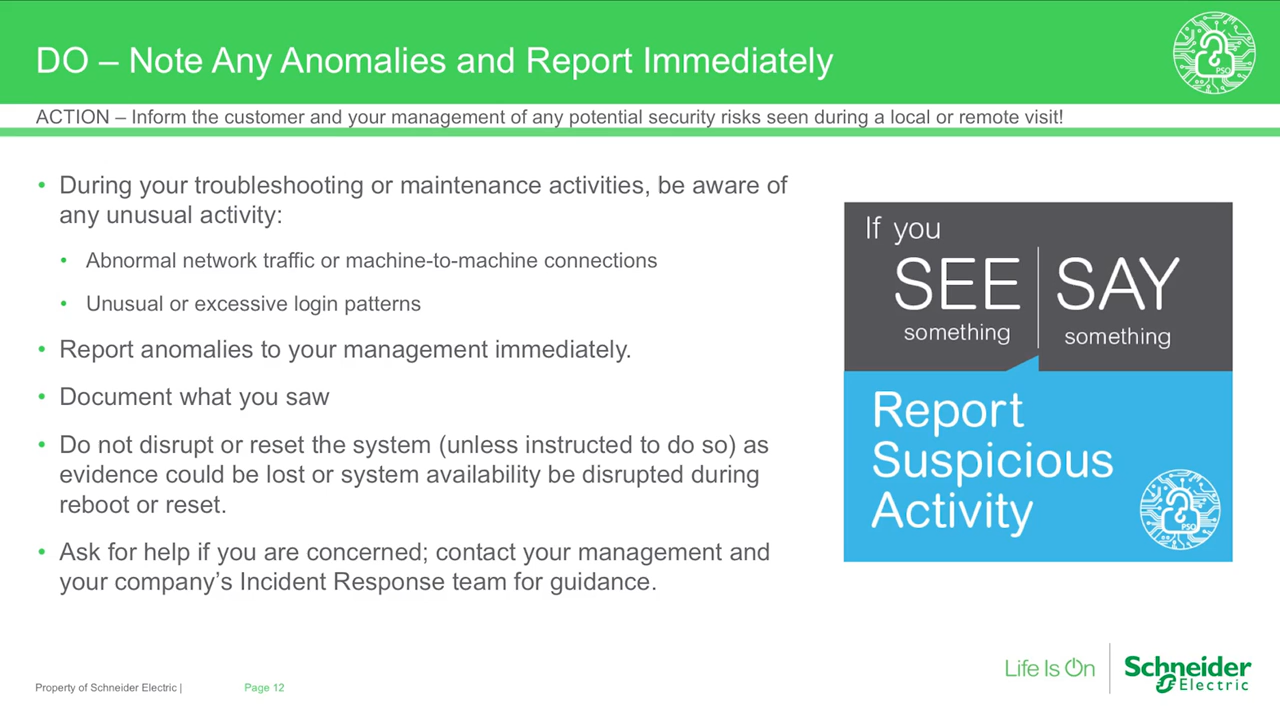 DO – Note Any Anomalies and Report Immediately
PSO
ACTION – Inform the customer and your management of any potential security risks seen during a local or remote visit!
• During your troubleshooting or maintenance activities, be aware of
any unusual activity:
• Abnormal network traffic or machine-to-machine connections
• Unusual or excessive login patterns
• Report anomalies to your management immediately.
• Document what you saw
• Do not disrupt or reset the system (unless instructed to do so) as
evidence could be lost or system availability be disrupted during
reboot or reset.
• Ask for help if you are concerned; contact your management and
your company’s Incident Response team for guidance.
If you
SEE SAY
something something
Report
Suspicious
Activity
PSO
Life Is On
Schneider
Electric
Property of Schneider Electric | Page 12